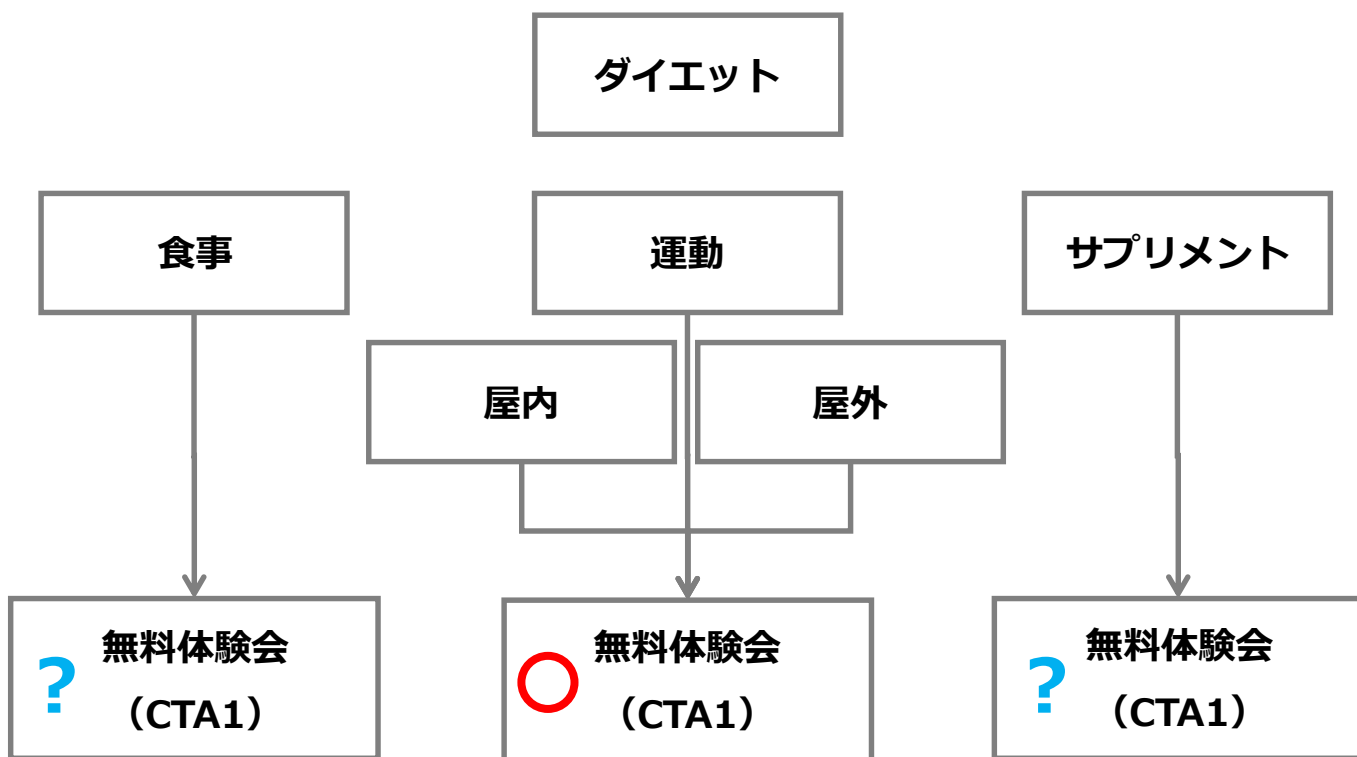 ダイエット
食事
運動
サプリメント
屋内
屋外
?
無料体験会
（CTA1）
無料体験会
（CTA1）
?
無料体験会
（CTA1）